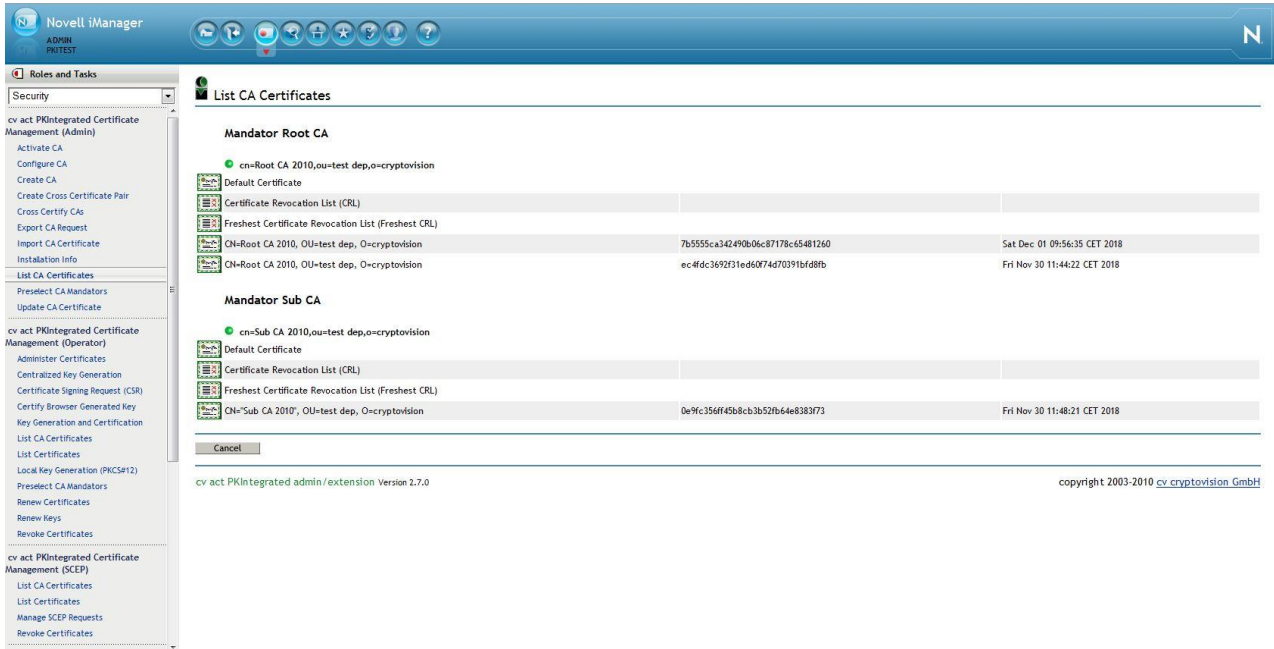 Novell iManager
ADMIN
PKITEST
N
Roles and Tasks
Security
cv act PKIntegrated Certificate
Management (Admin)
Activate CA
Configure CA
Create CA
Create Cross Certificate Pair
Cross Certify CAs
Export CA Request
Import CA Certificate
Installation Info
List CA Certificates
Preselect CA Mandators
Update CA Certificate
cv act PKIntegrated Certificate
Management (Operator)
Administer Certificates
Centralized Key Generation
Certificate Signing Request (CSR)
Certify Browser Generated Key
Key Generation and Certification
List CA Certificates
List Certificates
Local Key Generation (PKCS#12)
Preselect CA Mandators
Renew Certificates
Renew Keys
Revoke Certificates
cv act PKIntegrated Certificate
Management (SCEP)
List CA Certificates
List Certificates
Manage SCEP Requests
Revoke Certificates
List CA Certificates
Mandator Root CA
cn=Root CA 2010,ou=test dep,o=cryptovision
Default Certificate
Certificate Revocation List (CRL)
Freshest Certificate Revocation List (Freshest CRL)
CN=Root CA 2010, OU=test dep, O=cryptovision 7b5555ca342490b06c87178c65481260 Sat Dec 01 09:56:35 CET 2018
CN=Root CA 2010, OU=test dep, O=cryptovision ec4fdc3692f31ed60f74d70391bfd8fb Fri Nov 30 11:44:22 CET 2018
Mandator Sub CA
cn=Sub CA 2010,ou=test dep,o=cryptovision
Default Certificate
Certificate Revocation List (CRL)
Freshest Certificate Revocation List (Freshest CRL)
CN="Sub CA 2010", OU=test dep, O=cryptovision 0e9fc356ff45b8cb3b52fb64e8383f73 Fri Nov 30 11:48:21 CET 2018
Cancel
cv act PKIntegrated admin/extension Version 2.7.0 copyright 2003-2010 cv cryptovision GmbH